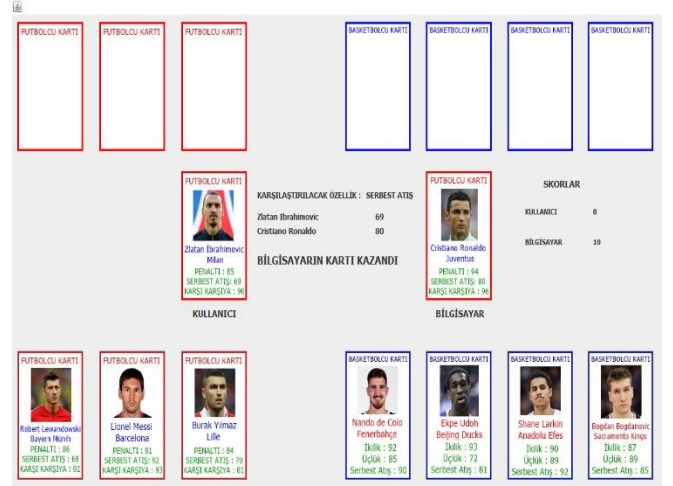 FUTBOLCU KARTI
FUTBOLCU KARTI
FUTBOLCU KARTI
BASKETBOLCU KARTI
BASKETBOLCU KARTI
BASKETBOLCU KARTI
BASKETBOLCU KARTI
FUTBOLCU KARTI
Zlatan İbrahimovic
Milan
PENALTI : 85
SERBEST ATIŞ: 69
KARŞI KARŞIYA : 90
KULLANICI
KARŞILAŞTIRILACAK ÖZELLİK : SERBEST ATIŞ
Zlatan İbrahimovic 69
Cristiano Ronaldo 80
BİLGİSAYARIN KARTI KAZANDI
FUTBOLCU KARTI
Cristiano Ronaldo
Juventus
PENALTI : 94
SERBEST ATIŞ: 80
KARŞI KARŞIYA : 96
BİLGİSAYAR
SKORLAR
KULLANICI 0
BİLGİSAYAR 10
FUTBOLCU KARTI
Robert Lewandowski
Bayern Münih
PENALTI : 86
SERBEST ATIŞ : 68
KARŞI KARŞIYA : 92
FUTBOLCU KARTI
Lionel Messi
Barcelona
PENALTI : 91
SERBEST ATIŞ: 92
KARŞI KARŞIYA : 93
FUTBOLCU KARTI
Burak Yılmaz
Lille
PENALTI : 84
SERBEST ATIŞ : 70
KARŞI KARŞIYA : 81
BASKETBOLCU KARTI
Nando de Colo
Fenerbahçe
İkilik : 92
Üçlük : 85
Serbest Atış : 90
BASKETBOLCU KARTI
Ekpe Udoh
Beijing Ducks
İkilik : 93
Üçlük : 72
Serbest Atış : 81
BASKETBOLCU KARTI
Shane Larkin
Anadolu Efes
İkilik : 90
Üçlük : 89
Serbest Atış : 92
BASKETBOLCU KARTI
Bogdan Bogdanovic
Sacramento Kings
İkilik : 87
Üçlük : 89
Serbest Atış : 85